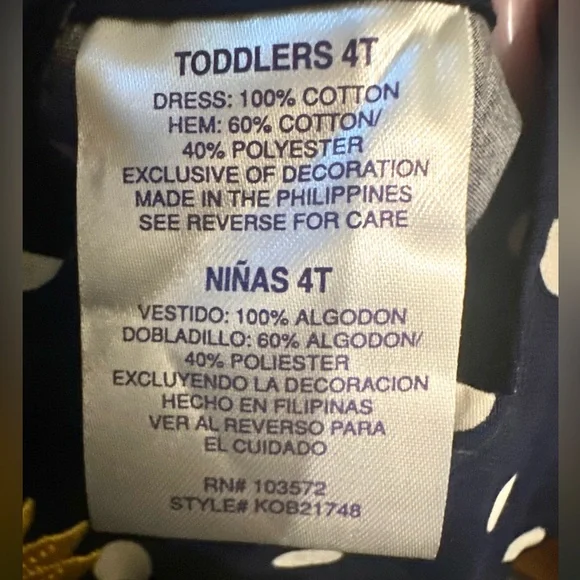 TODDLERS 4T
DRESS: 100% COTTON
HEM: 60% COTTON/
40% POLYESTER
EXCLUSIVE OF DECORATION
MADE IN THE PHILIPPINES
SEE REVERSE FOR CARE
NIÑAS 4T
VESTIDO: 100% ALGODON
DOBLADILLO: 60% ALGODON/
40% POLIESTER
EXCLUYENDO LA DECORACION
HECHO EN FILIPINAS
VER AL REVERSO PARA
EL CUIDADO
RN# 103572
STYLE# KOB21748